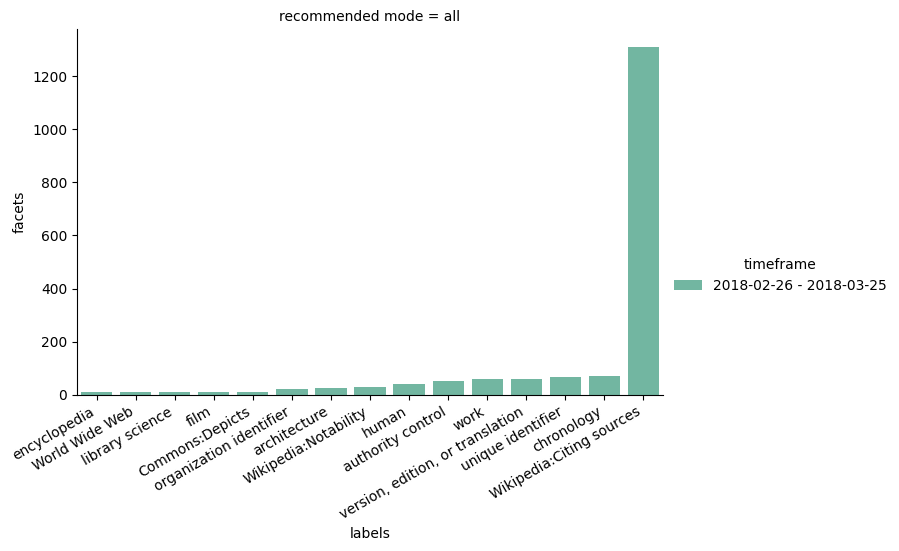 recommended mode = all
1200
1000
800
600
400
200
0
facets
encyclopedia
World Wide Web
library science
film
Commons:Depicts
organization identifier
architecture
Wikipedia:Notability
human
authority control
work
version, edition, or translation
unique identifier
chronology
Wikipedia:Citing sources
labels
timeframe
2018-02-26 - 2018-03-25